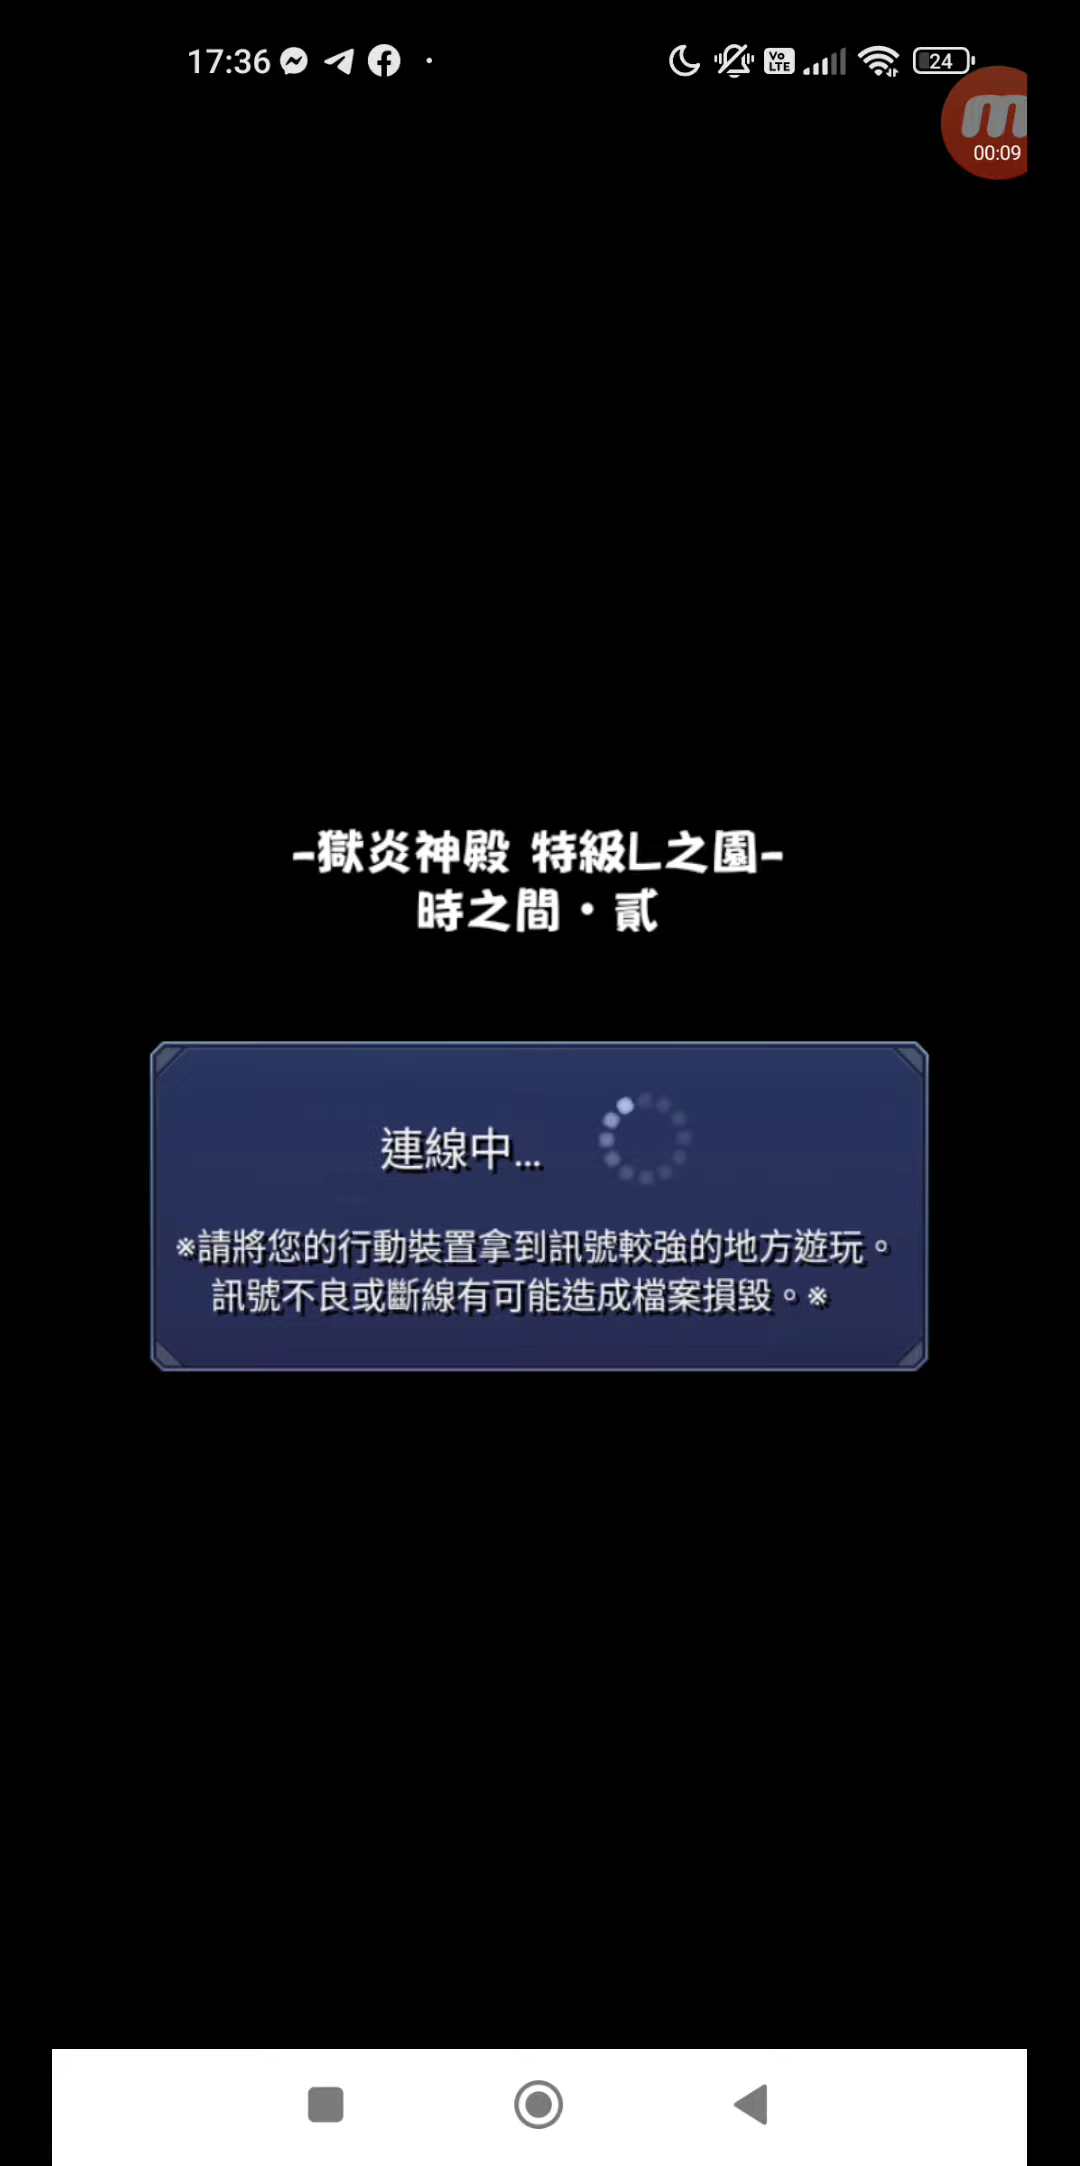 17:36
Vo
LTE
24
m
00:09
-獄炎神殿 特級L之園-
時之間・貳
連線中...
※請將您的行動裝置拿到訊號較強的地方遊玩。
訊號不良或斷線有可能造成檔案損毀。※